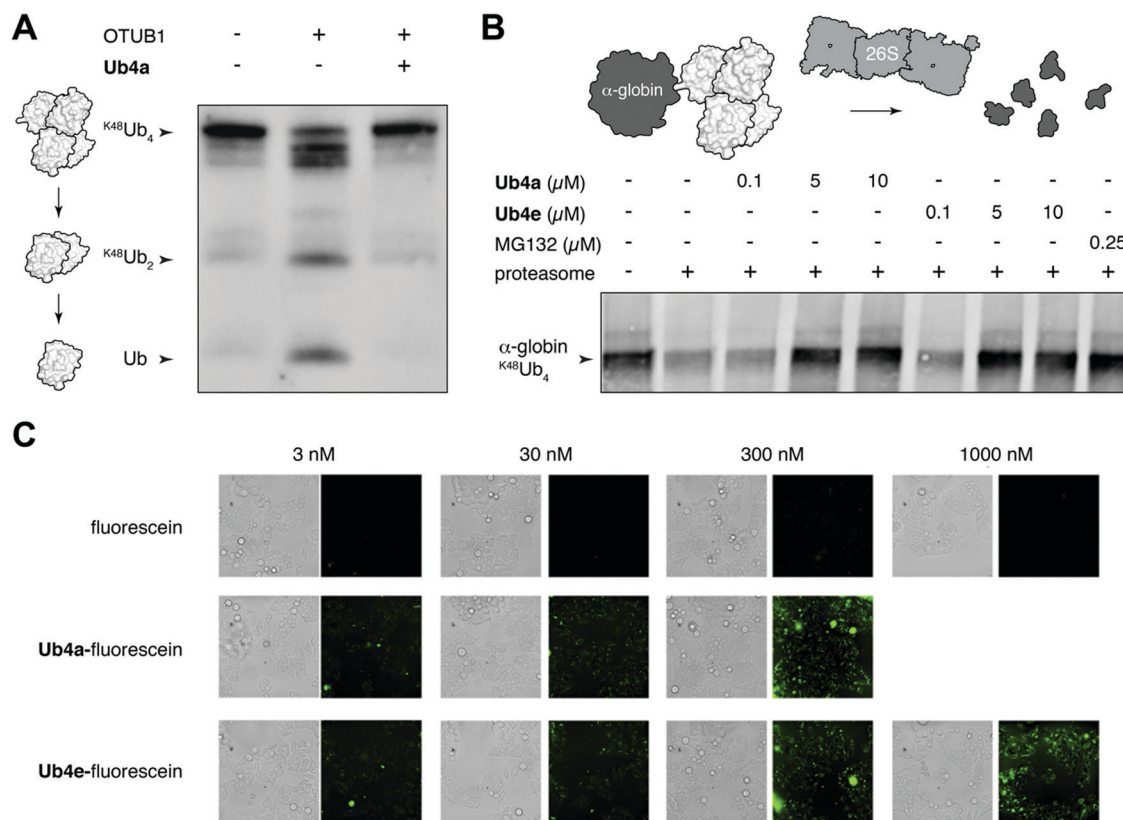 A
OTUB1 - + +
Ub4a - - +
K48Ub4
K48Ub2
Ub
B
α-globin
26S
Ub4a (μM) - - 0.1 5 10 - - - -
Ub4e (μM) - - - - - 0.1 5 10 -
MG132 (μM) - - - - - - - - 0.25
proteasome - + + + + + + + +
α-globin
K48Ub4
C
3 nM 30 nM 300 nM 1000 nM
fluorescein
Ub4a-fluorescein
Ub4e-fluorescein